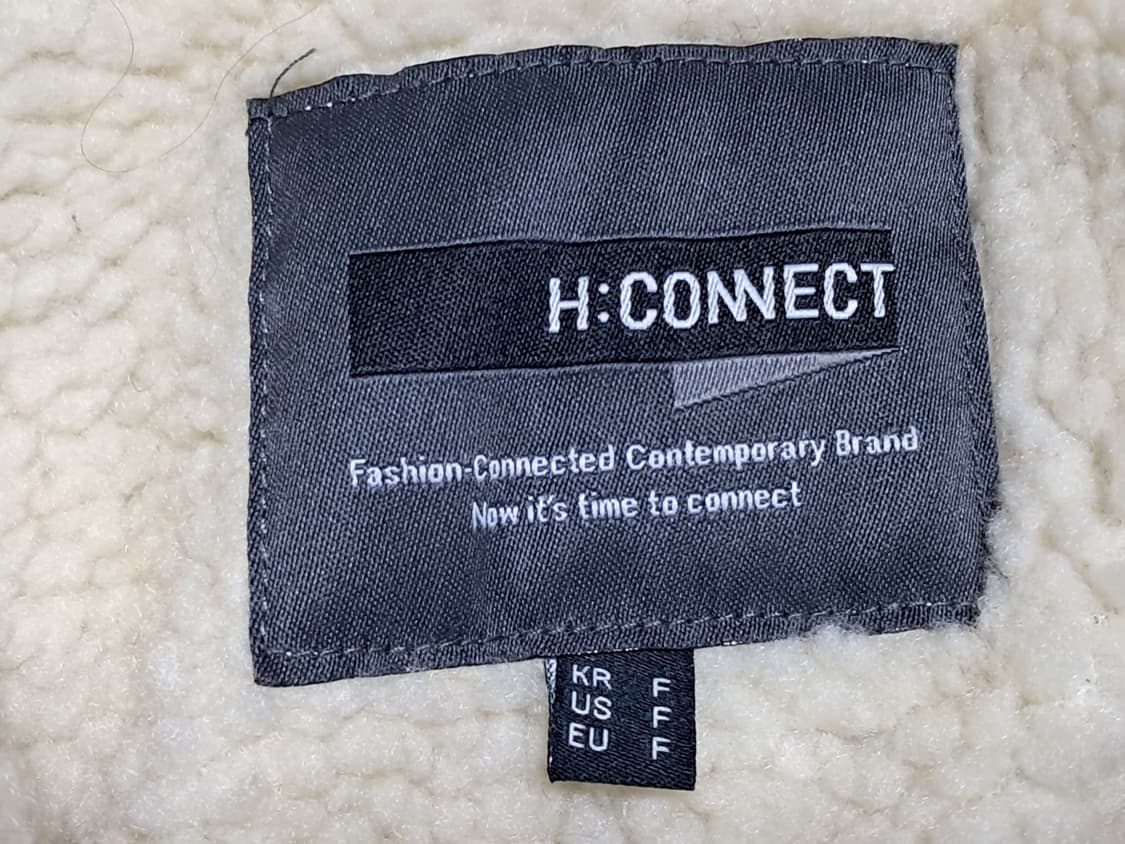 H:CONNECT
Fashion-Connected Contemporary Brand
Now it's time to connect
KR F
US F
EU F